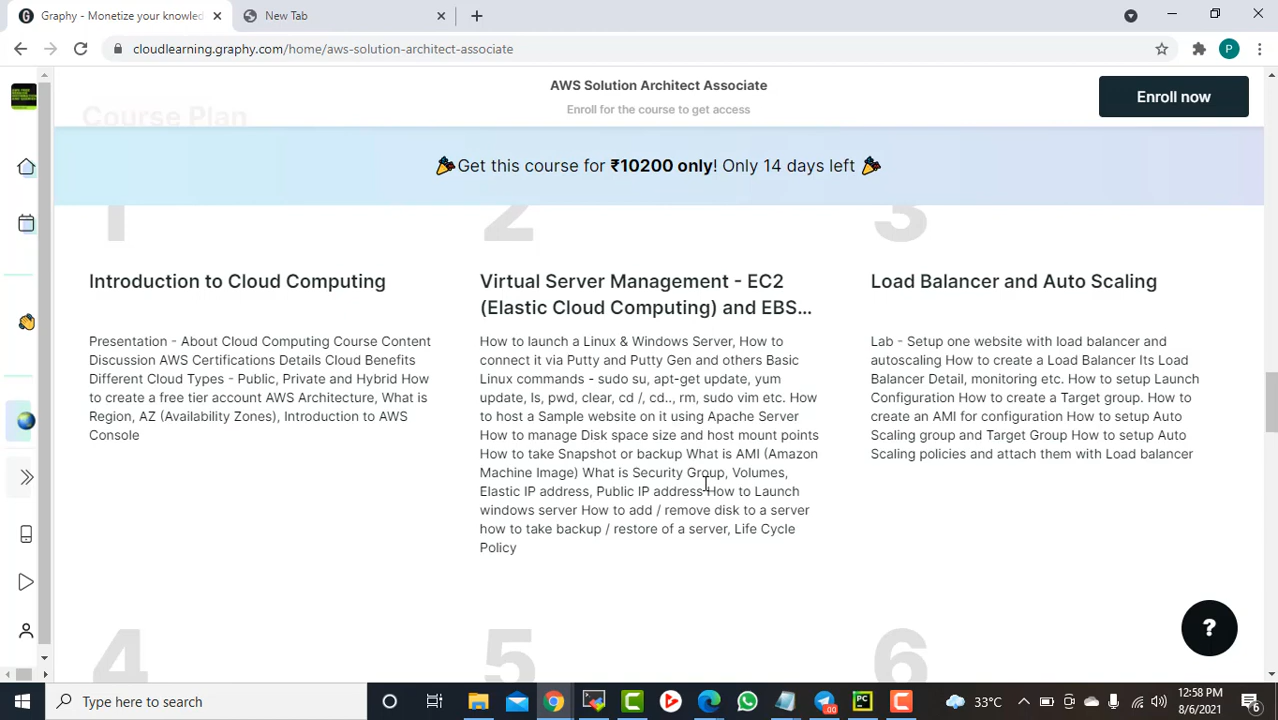 Graphy - Monetize your knowled
New Tab
cloudlearning.graphy.com/home/aws-solution-architect-associate
P
AWS Solution Architect Associate
Enroll for the course to get access
Enroll now
Course Plan
🎉Get this course for ₹10200 only! Only 14 days left 🎉
1
2
3
Introduction to Cloud Computing
Presentation - About Cloud Computing Course Content
Discussion AWS Certifications Details Cloud Benefits
Different Cloud Types - Public, Private and Hybrid How
to create a free tier account AWS Architecture, What is
Region, AZ (Availability Zones), Introduction to AWS
Console
Virtual Server Management - EC2
(Elastic Cloud Computing) and EBS...
How to launch a Linux & Windows Server, How to
connect it via Putty and Putty Gen and others Basic
Linux commands - sudo su, apt-get update, yum
update, ls, pwd, clear, cd /, cd.., rm, sudo vim etc. How
to host a Sample website on it using Apache Server
How to manage Disk space size and host mount points
How to take Snapshot or backup What is AMI (Amazon
Machine Image) What is Security Group, Volumes,
Elastic IP address, Public IP address How to Launch
windows server How to add / remove disk to a server
how to take backup / restore of a server, Life Cycle
Policy
Load Balancer and Auto Scaling
Lab - Setup one website with load balancer and
autoscaling How to create a Load Balancer Its Load
Balancer Detail, monitoring etc. How to setup Launch
Configuration How to create a Target group. How to
create an AMI for configuration How to setup Auto
Scaling group and Target Group How to setup Auto
Scaling policies and attach them with Load balancer
4
5
6
?
Type here to search
33°C
12:58 PM
8/6/2021
6